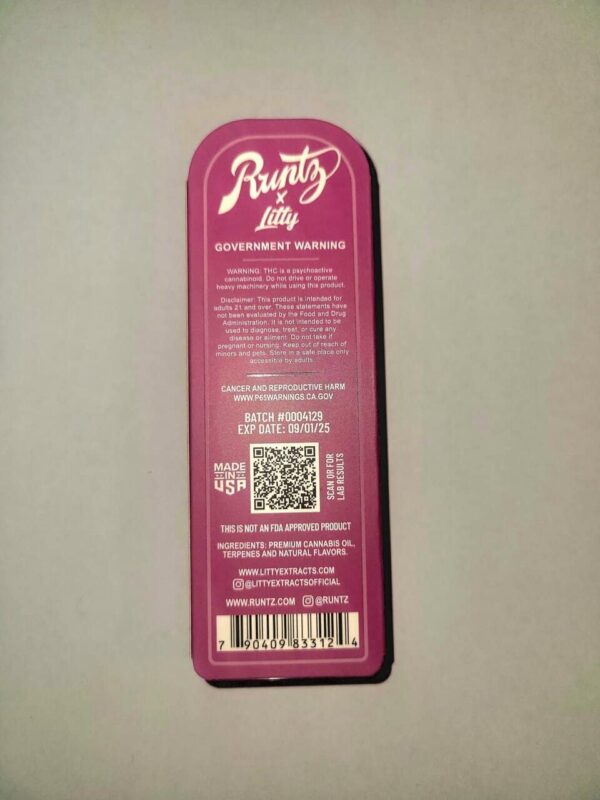 Runtz
x
Litty
GOVERNMENT WARNING
WARNING: THC is a psychoactive
cannabinoid. Do not drive or operate
heavy machinery while using this product.
Disclaimer: This product is intended for
adults 21 and over. These statements have
not been evaluated by the Food and Drug
Administration. It is not intended to be
used to diagnose, treat, or cure any
disease or ailment. Do not take if
pregnant or nursing. Keep out of reach of
minors and pets. Store in a safe place only
accessible by adults.
CANCER AND REPRODUCTIVE HARM
WWW.P65WARNINGS.CA.GOV
BATCH #0004129
EXP DATE: 09/01/25
MADE
IN
USA
SCAN QR FOR
LAB RESULTS
THIS IS NOT AN FDA APPROVED PRODUCT
INGREDIENTS: PREMIUM CANNABIS OIL,
TERPENES AND NATURAL FLAVORS.
WWW.LITTYEXTRACTS.COM
@LITTYEXTRACTSOFFICIAL
WWW.RUNTZ.COM @RUNTZ
7 90409 83312 4